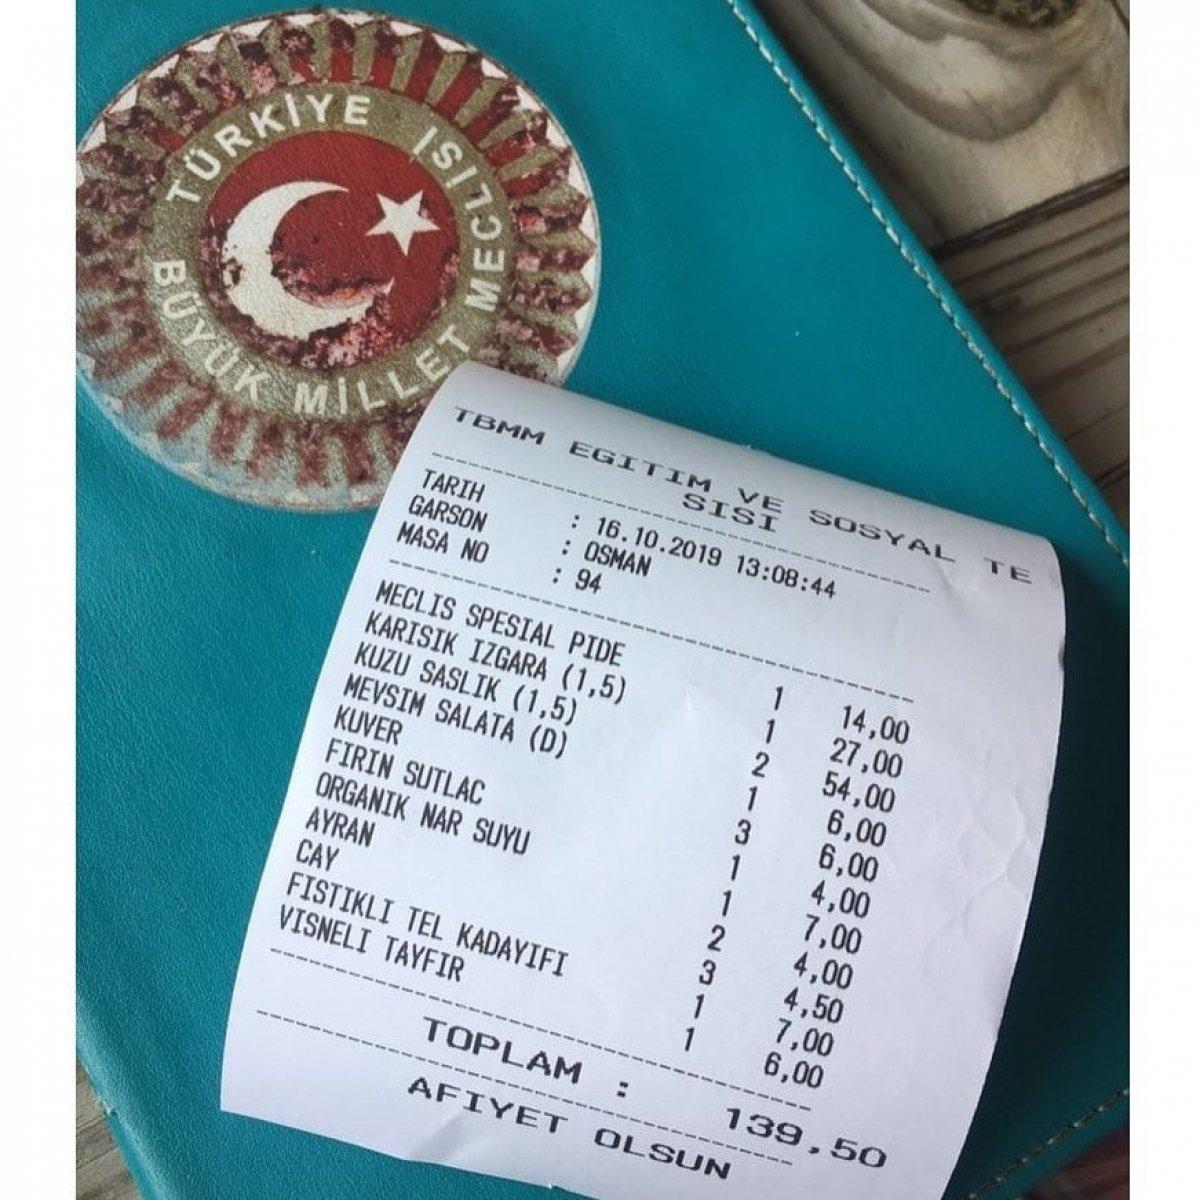 TÜRKİYE
BÜYÜK MİLLET MECLİSİ
TBMM EGITIM VE SOSYAL TE
SISI
TARIH : 16.10.2019 13:08:44
GARSON : OSMAN
MASA NO : 94
MECLIS SPESIAL PIDE 1 14,00
KARISIK IZGARA (1,5) 1 27,00
KUZU SASLIK (1,5) 2 54,00
MEVSIM SALATA (D) 1 6,00
KUVER 3 6,00
FIRIN SUTLAC 1 4,00
ORGANIK NAR SUYU 1 7,00
AYRAN 2 4,00
CAY 3 4,50
FISTIKLI TEL KADAYIFI 1 7,00
VISNELI TAYFIR 1 6,00
TOPLAM : 139,50
AFIYET OLSUN